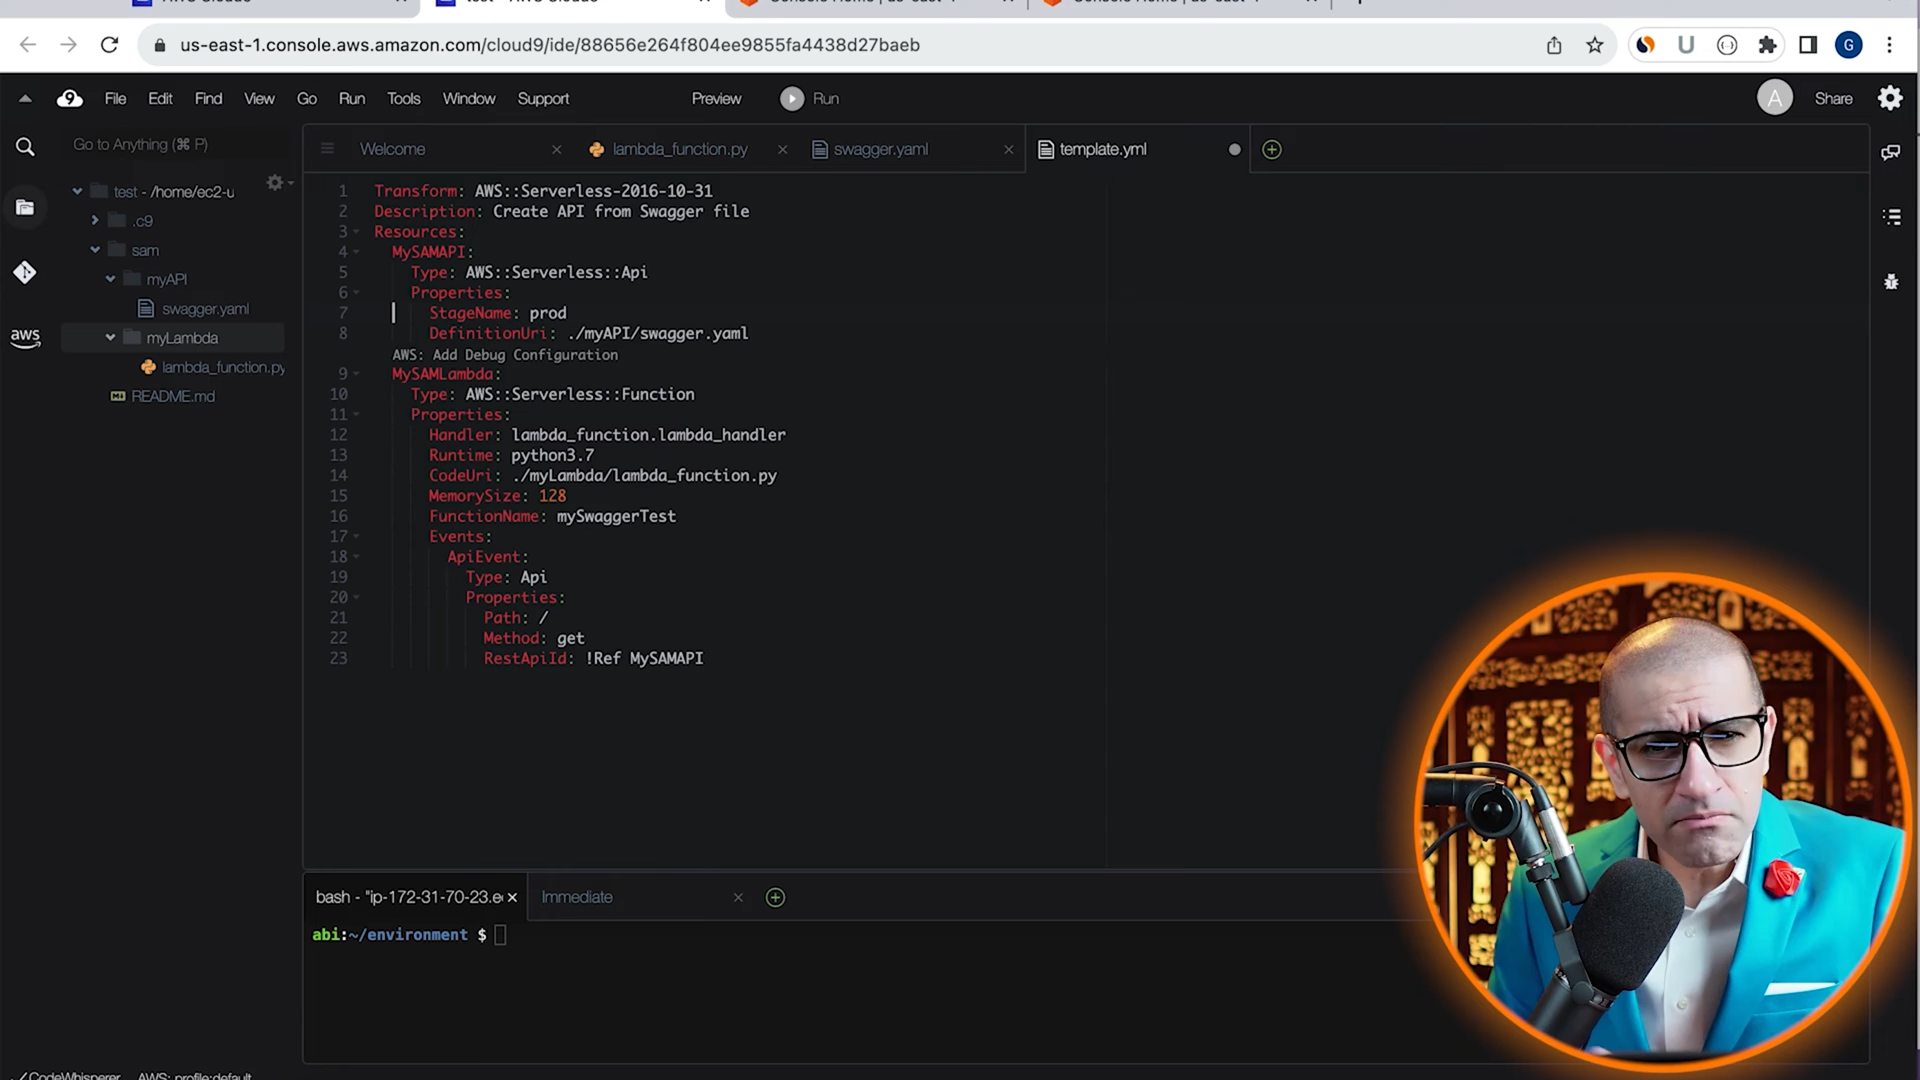 us-east-1.console.aws.amazon.com/cloud9/ide/88656e264f804ee9855fa4438d27baeb
G
9 File Edit Find View Go Run Tools Window Support Preview Run A Share
Go to Anything (⌘ P)
Welcome lambda_function.py swagger.yaml template.yml
test - /home/ec2-u
.c9
sam
myAPI
swagger.yaml
myLambda
lambda_function.py
README.md
aws
1 Transform: AWS::Serverless-2016-10-31
2 Description: Create API from Swagger file
3 Resources:
4 MySAMAPI:
5 Type: AWS::Serverless::Api
6 Properties:
7 StageName: prod
8 DefinitionUri: ./myAPI/swagger.yaml
AWS: Add Debug Configuration
9 MySAMLambda:
10 Type: AWS::Serverless::Function
11 Properties:
12 Handler: lambda_function.lambda_handler
13 Runtime: python3.7
14 CodeUri: ./myLambda/lambda_function.py
15 MemorySize: 128
16 FunctionName: mySwaggerTest
17 Events:
18 ApiEvent:
19 Type: Api
20 Properties:
21 Path: /
22 Method: get
23 RestApiId: !Ref MySAMAPI
bash - "ip-172-31-70-23.e Immediate
abi:~/environment $
CodeWhisperer AWS: profile:default